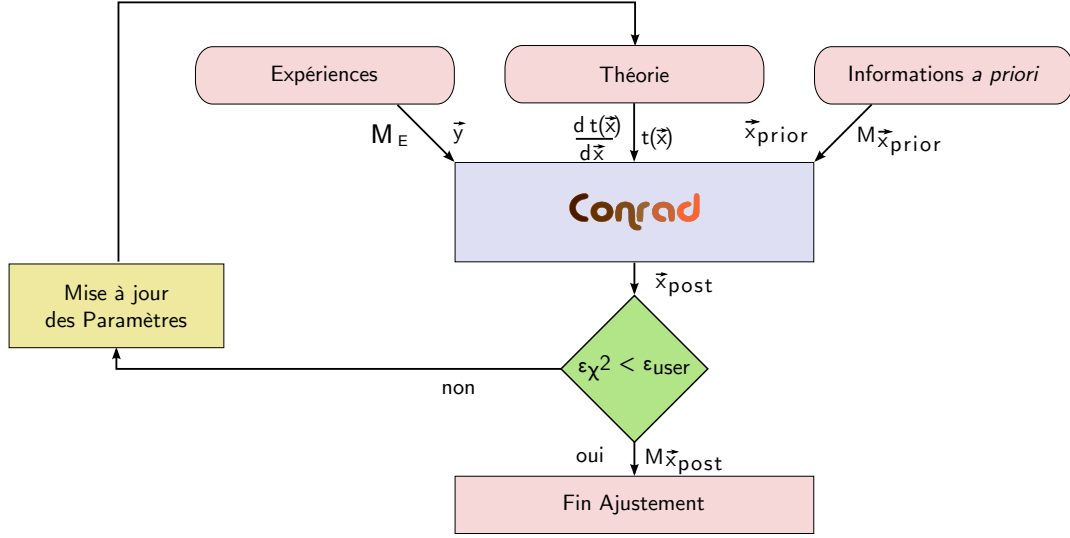 Expériences
Théorie
Informations a priori
M E
y⃗
d t(x⃗)
dx⃗
t(x⃗)
x⃗prior
Mx⃗prior
Conrad
x⃗post
Mise à jour
des Paramètres
εχ2 < εuser
non
oui
Mx⃗post
Fin Ajustement